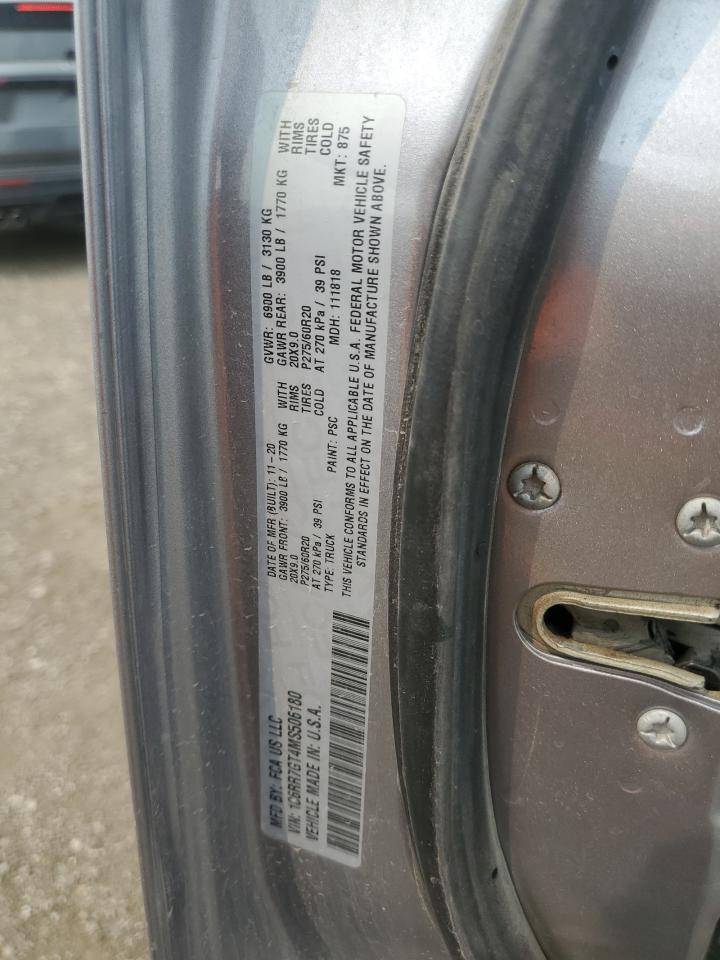 MFD BY: FCA US LLC
VIN: 1C6RR7GT4MS506180
VEHICLE MADE IN: U.S.A.
DATE OF MFR (BUILT): 11-20 GVWR: 6900 LB / 3130 KG
GAWR FRONT: 3900 LB / 1770 KG WITH GAWR REAR: 3900 LB / 1770 KG WITH
20X9.0 RIMS 20X9.0 RIMS
P275/60R20 TIRES P275/60R20 TIRES
AT 270 kPa / 39 PSI COLD AT 270 kPa / 39 PSI COLD
TYPE: TRUCK PAINT: PSC MDH: 111818 MKT: 875
THIS VEHICLE CONFORMS TO ALL APPLICABLE U.S.A. FEDERAL MOTOR VEHICLE SAFETY
STANDARDS IN EFFECT ON THE DATE OF MANUFACTURE SHOWN ABOVE.